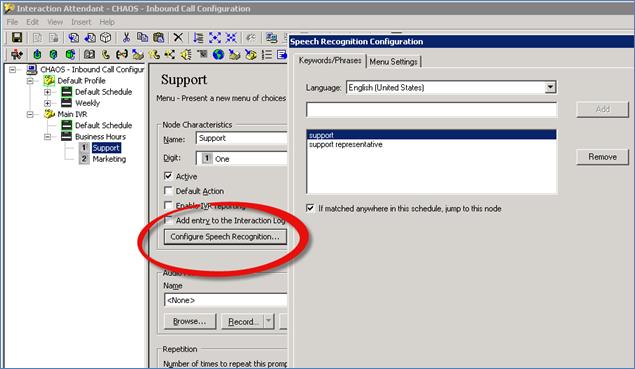 Interaction Attendant - CHAOS - Inbound Call Configuration
File Edit View Insert Help
CHAOS - Inbound Call Configur
Default Profile
Default Schedule
Weekly
Main IVR
Default Schedule
Business Hours
1 Support
2 Marketing
Support
Menu - Present a new menu of choices
Node Characteristics
Name: Support
Digit: 1 One
Active
Default Action
Enable IVR reporting
Add entry to the Interaction Log
Configure Speech Recognition...
Name
<None>
Browse... Record...
Repetition
Number of times to repeat this promp
Speech Recognition Configuration
Keywords/Phrases Menu Settings
Language: English (United States)
Add
support
support representative
Remove
If matched anywhere in this schedule, jump to this node